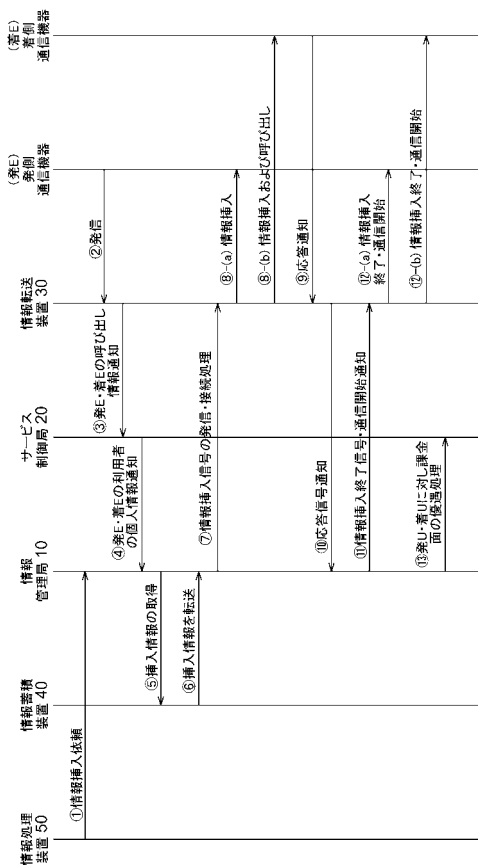 情報処理
装置 50
情報蓄積
装置 40
情報
管理局 10
サービス
制御局 20
情報転送
装置 30
(発E)
発側
通信機器
(着E)
着側
通信機器
①情報挿入依頼
②発信
③発E・着Eの呼び出し
情報通知
④発E・着Eの利用者
の個人情報通知
⑤挿入情報の取得
⑥挿入情報を転送
⑦情報挿入信号の発信・接続処理
⑧-(a) 情報挿入
⑧-(b) 情報挿入および呼び出し
⑨応答通知
⑩応答信号通知
⑪情報挿入終了信号・通信開始通知
⑫-(a) 情報挿入
終了・通信開始
⑫-(b) 情報挿入終了・通信開始
⑬発U・着Uに対し課金
面の優遇処理